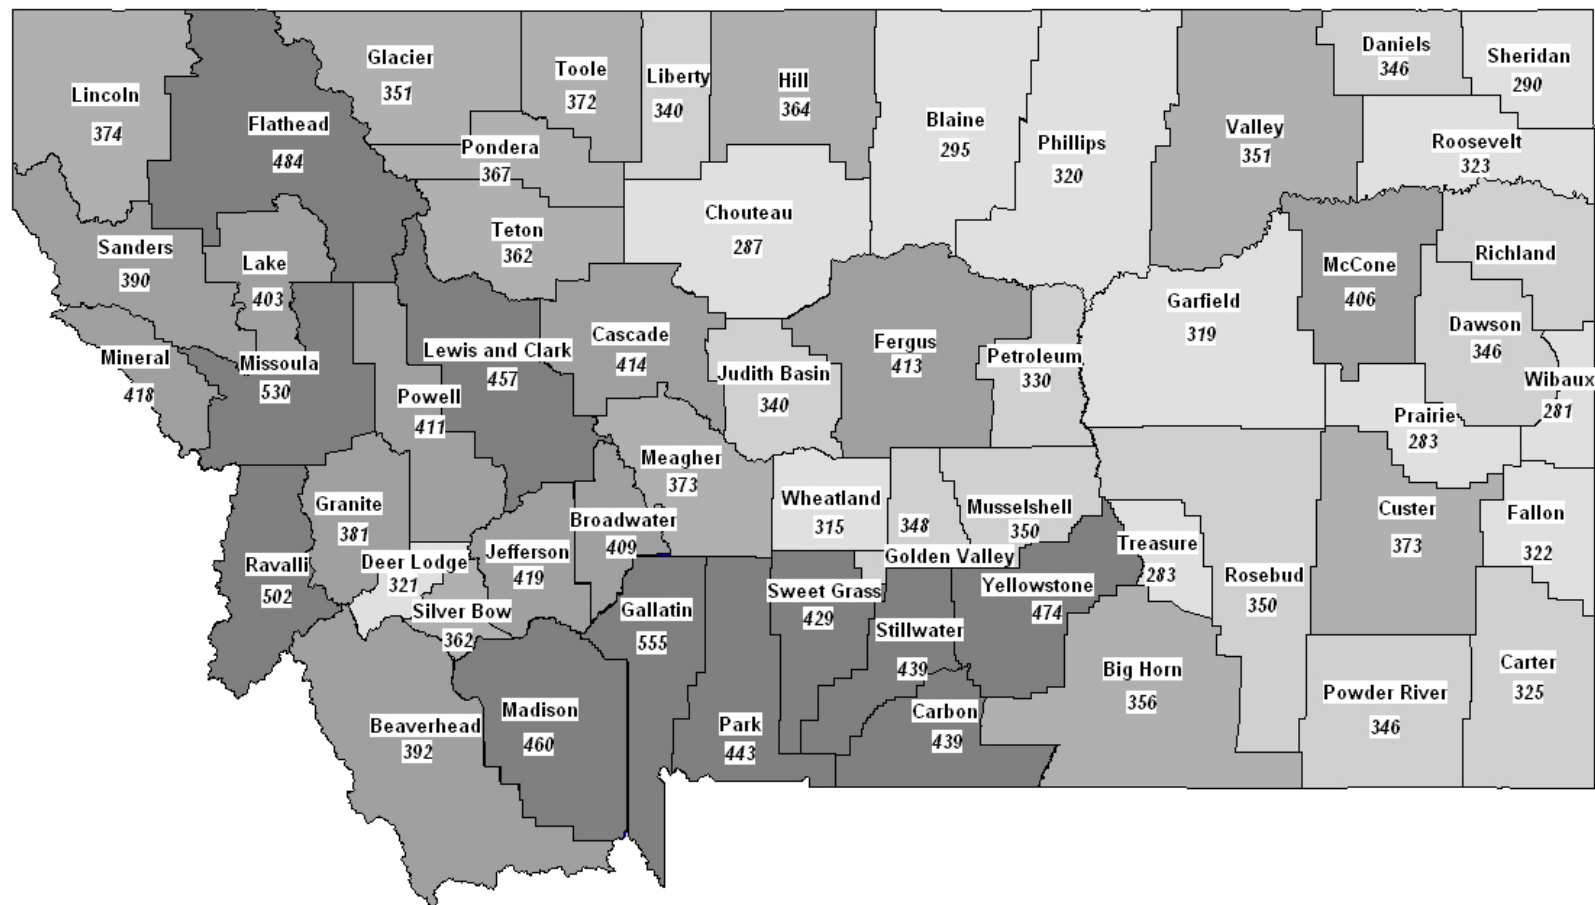 Lincoln
374
Flathead
484
Glacier
351
Toole
372
Liberty
340
Hill
364
Blaine
295
Phillips
320
Valley
351
Daniels
346
Sheridan
290
Roosevelt
323
Pondera
367
Teton
362
Chouteau
287
Sanders
390
Lake
403
McCone
406
Richland
Garfield
319
Dawson
346
Mineral
418
Missoula
530
Lewis and Clark
457
Cascade
414
Judith Basin
340
Fergus
413
Petroleum
330
Wibaux
281
Prairie
283
Powell
411
Meagher
373
Granite
381
Wheatland
315
348
Golden Valley
Musselshell
350
Custer
373
Fallon
322
Broadwater
409
Jefferson
419
Deer Lodge
321
Ravalli
502
Silver Bow
362
Treasure
283
Rosebud
350
Gallatin
555
Sweet Grass
429
Yellowstone
474
Stillwater
439
Big Horn
356
Powder River
346
Carter
325
Beaverhead
392
Madison
460
Park
443
Carbon
439